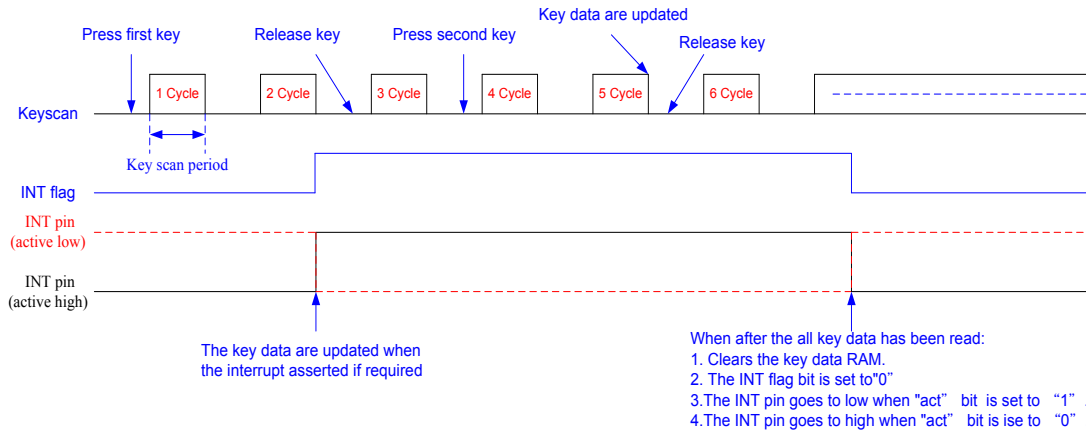 Key data are updated
Press first key
Release key
Press second key
Release key
1 Cycle
2 Cycle
3 Cycle
4 Cycle
5 Cycle
6 Cycle
Keyscan
Key scan period
INT flag
INT pin
(active low)
INT pin
(active high)
The key data are updated when
the interrupt asserted if required
When after the all key data has been read:
1. Clears the key data RAM.
2. The INT flag bit is set to"0”
3.The INT pin goes to low when "act” bit is set to “1” .
4.The INT pin goes to high when "act” bit is ise to “0”